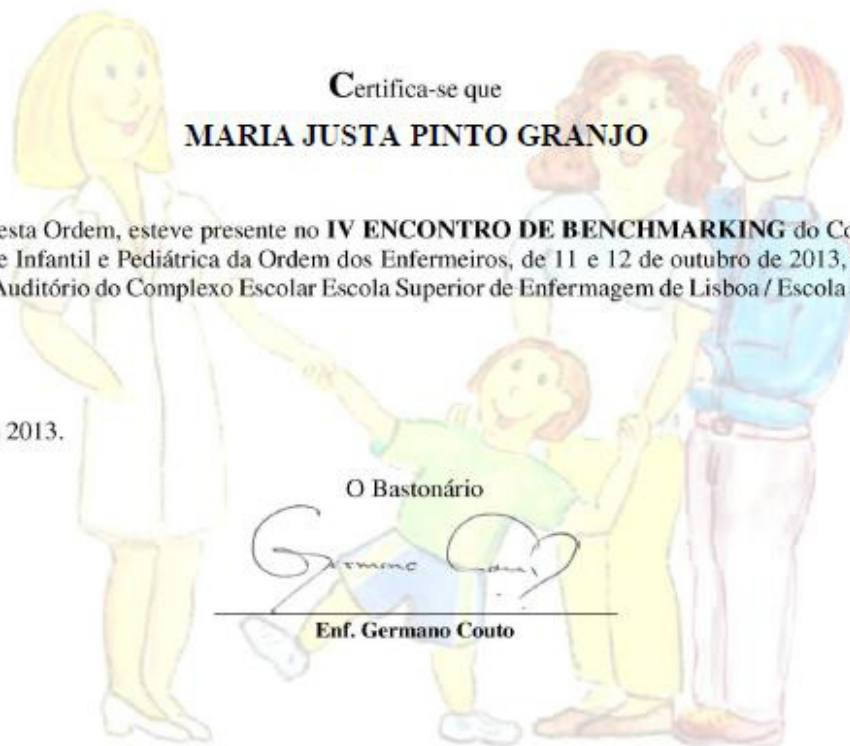 Certifica-se que
MARIA JUSTA PINTO GRANJO
esta Ordem, esteve presente no IV ENCONTRO DE BENCHMARKING do Co
e Infantil e Pediátrica da Ordem dos Enfermeiros, de 11 e 12 de outubro de 2013,
Auditório do Complexo Escolar Escola Superior de Enfermagem de Lisboa / Escola
2013.
O Bastonário
Germano Couto
Enf. Germano Couto